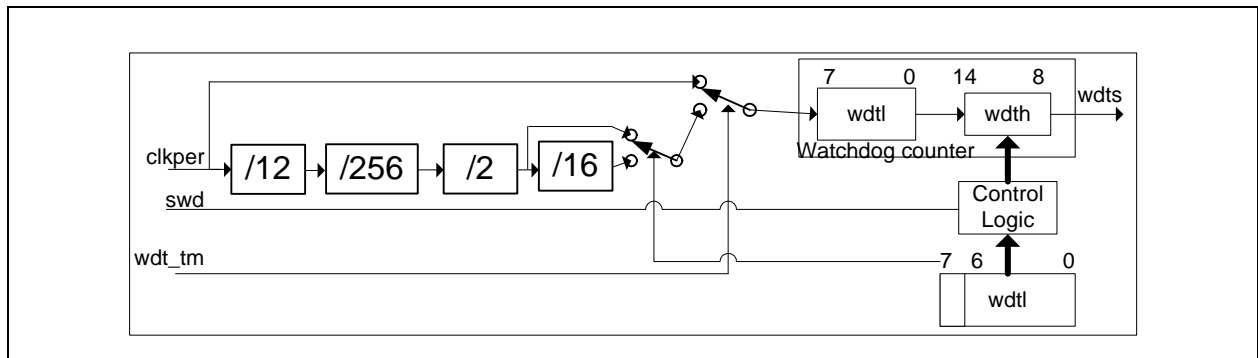 7 0 14 8
wdts
wdtl wdth
Watchdog counter
clkper
/12 /256 /2 /16
swd
Control
Logic
wdt_tm
7 6 0
wdtl